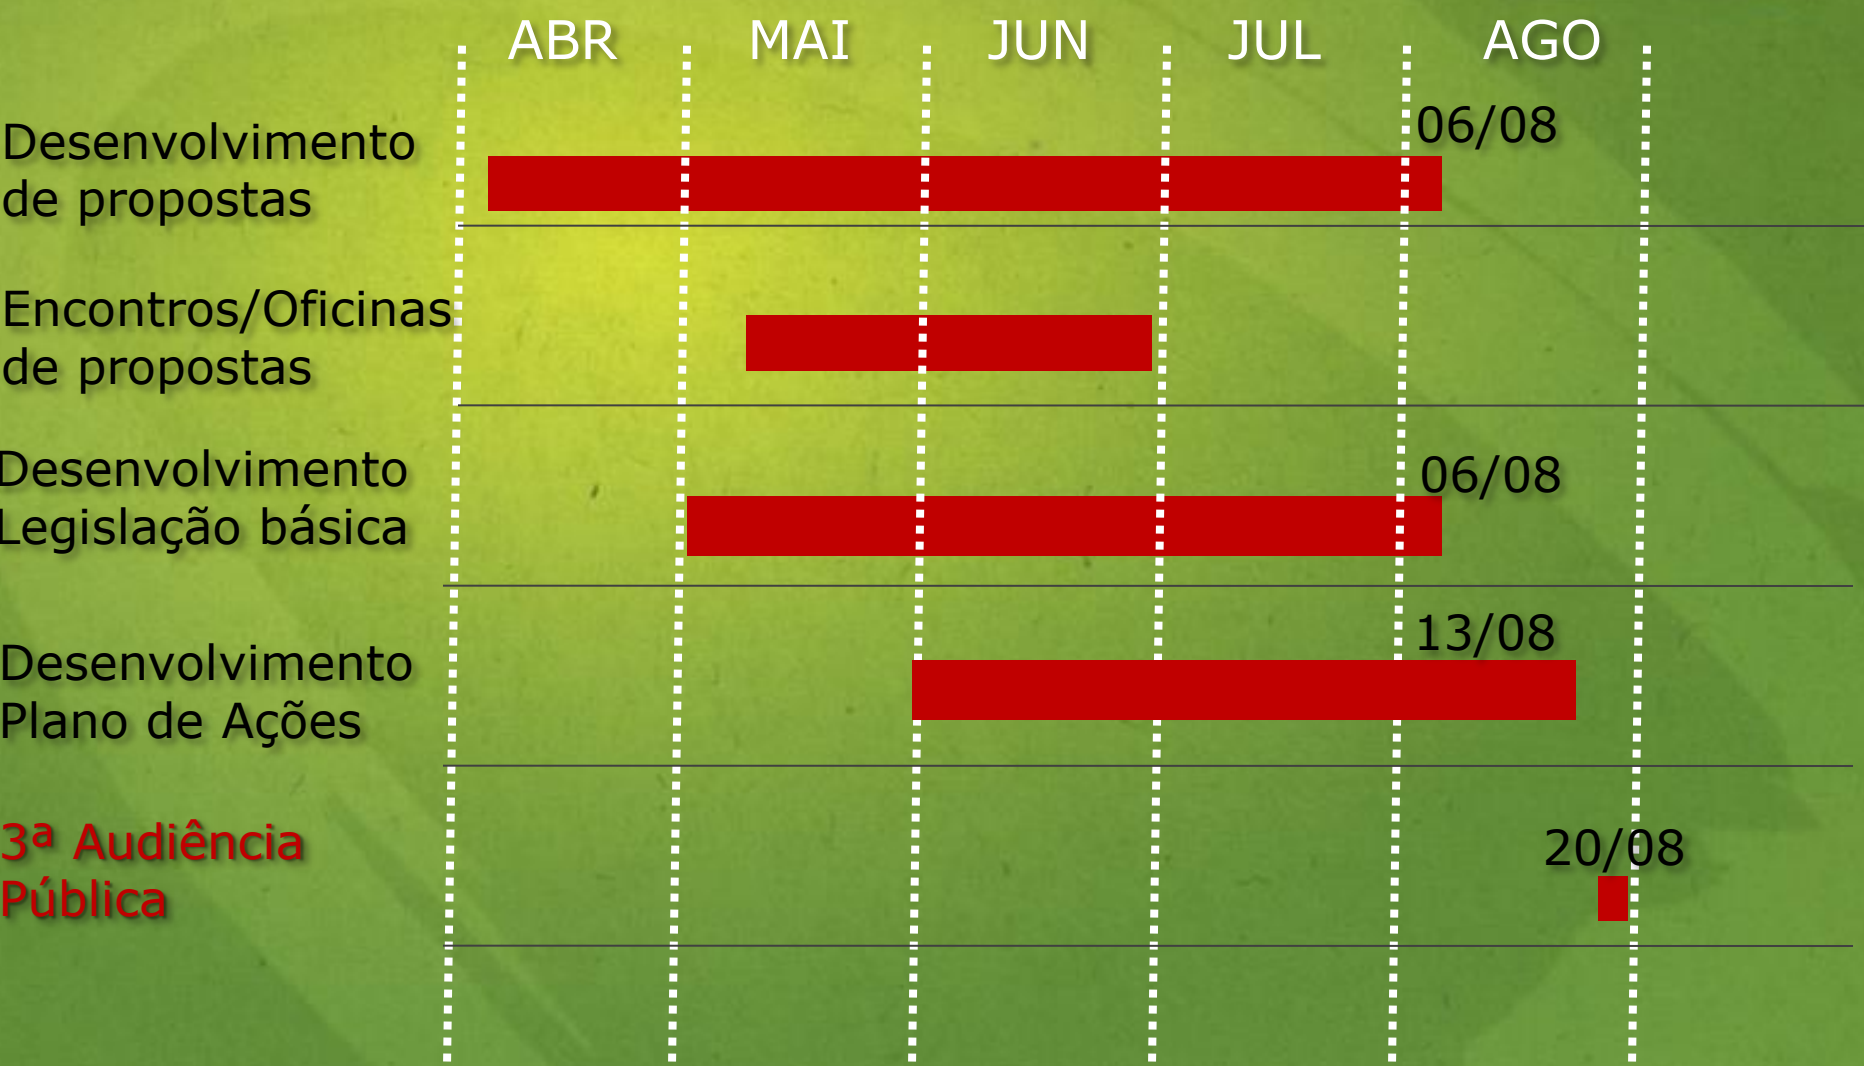 ABR MAI JUN JUL AGO
06/08
Desenvolvimento
de propostas
Encontros/Oficinas
de propostas
06/08
Desenvolvimento
Legislação básica
13/08
Desenvolvimento
Plano de Ações
20/08
3ª Audiência
Pública